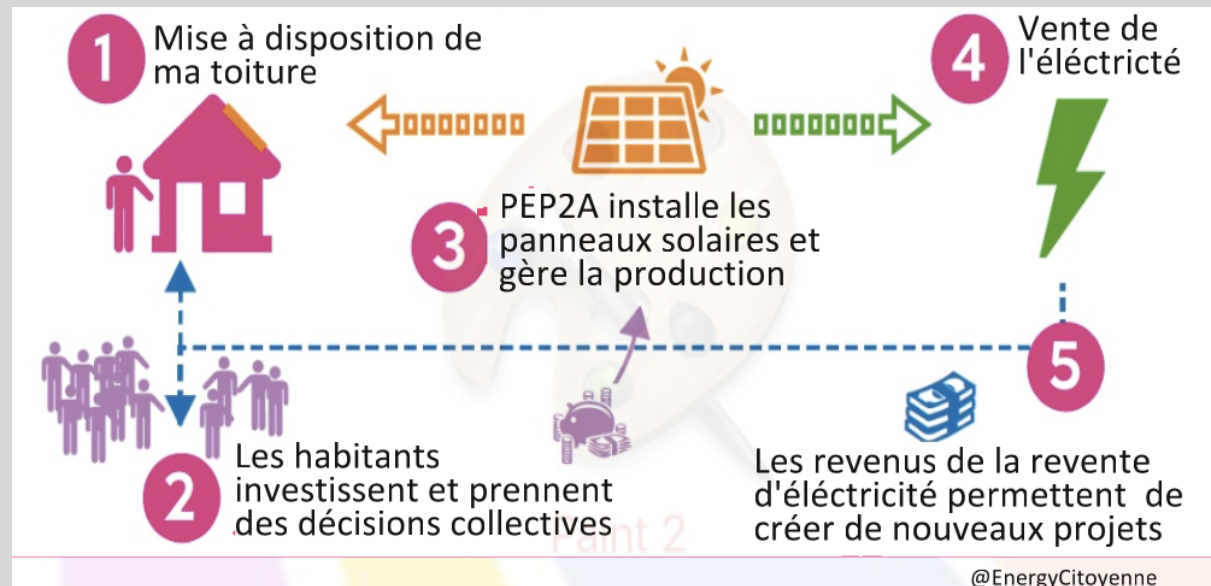 1
Mise à disposition de
ma toiture
4
Vente de
l'éléctricté
3
PEP2A installe les
panneaux solaires et
gère la production
5
2
Les habitants
investissent et prennent
des décisions collectives
Les revenus de la revente
d'éléctricité permettent de
créer de nouveaux projets
Paint 2
@EnergyCitoyenne